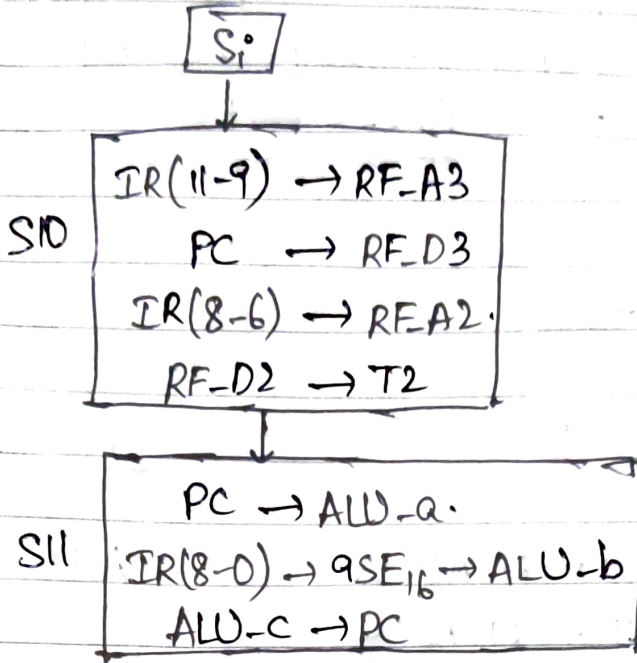 Si
S10
IR(11-9) → RF_A3
PC → RF_D3
IR(8-6) → RF_A2.
RF_D2 → T2
S11
PC → ALU_a.
IR(8-0) → 9SE16 → ALU_b
ALU_C → PC